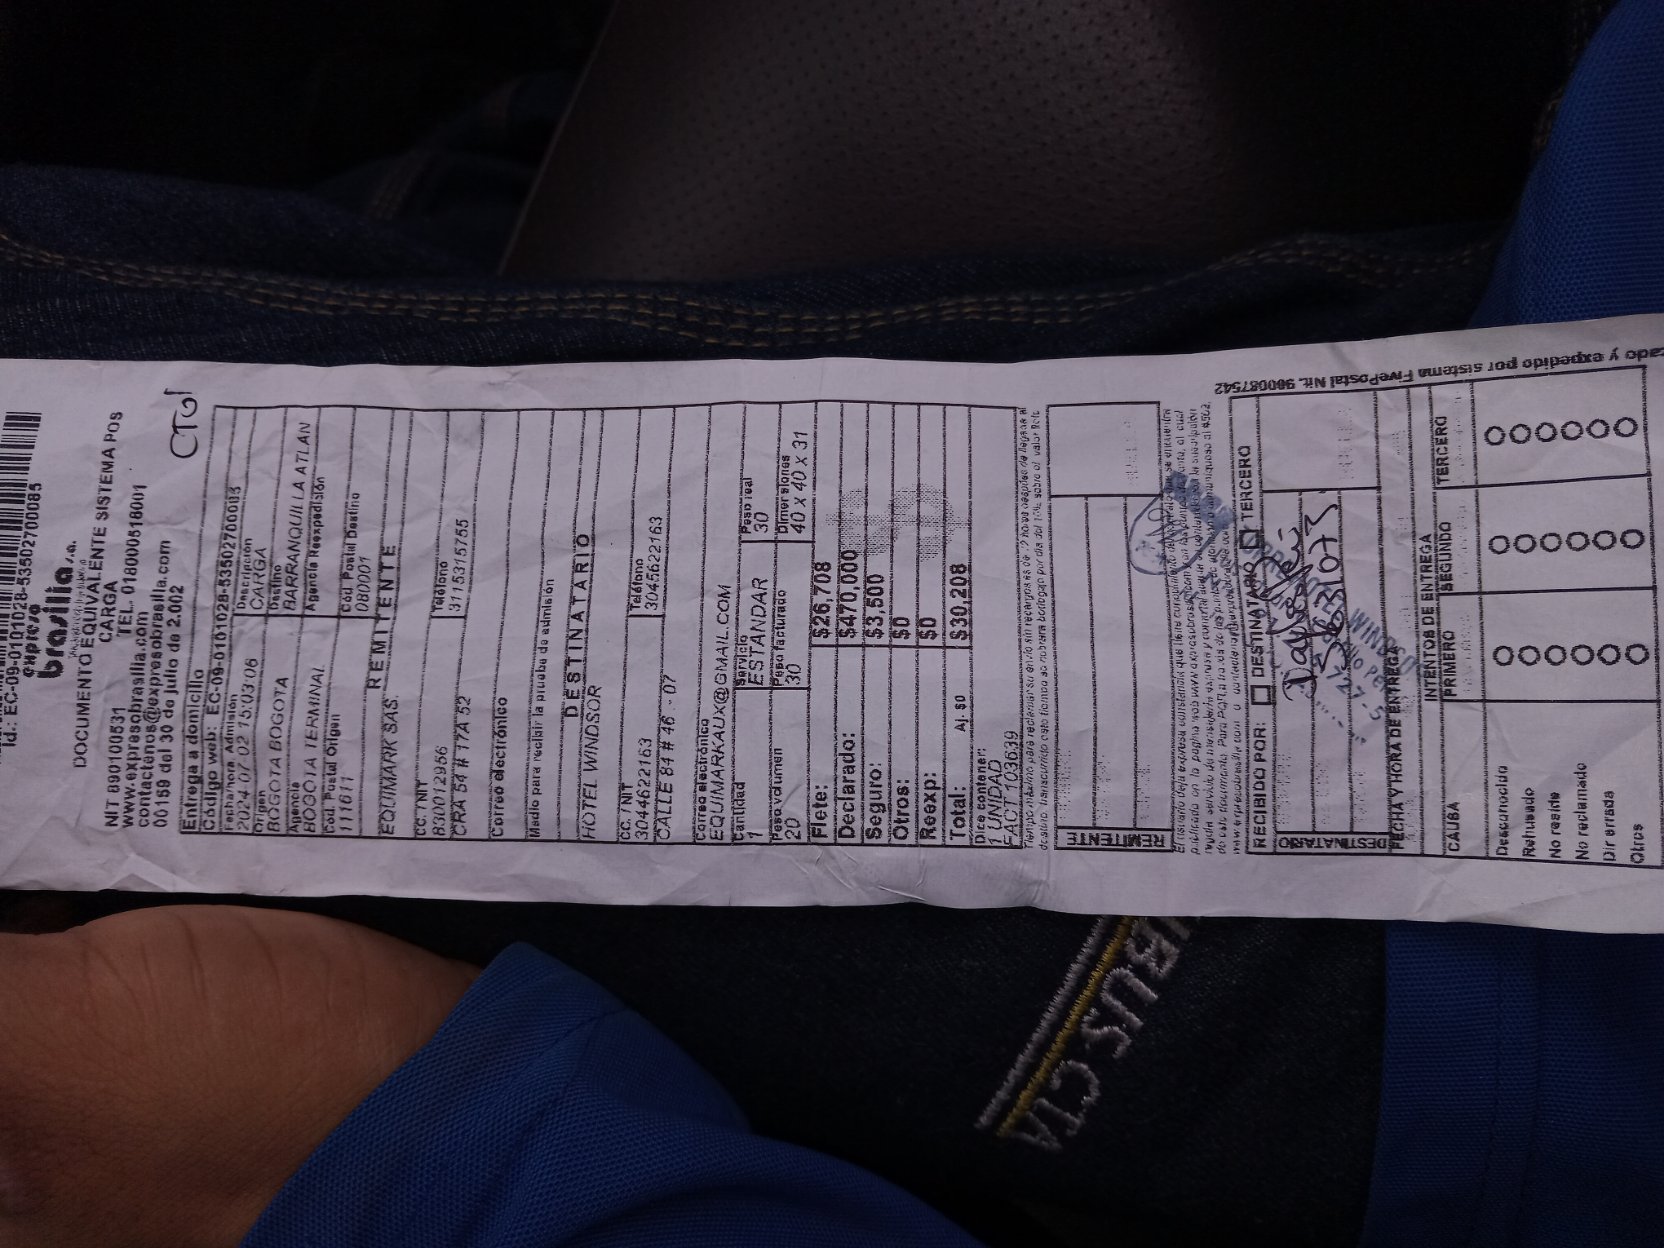 Id.: EC-09-01101028-53502700085
expreso
brasilia s.a.
DOCUMENTO EQUIVALENTE SISTEMA POS
CARGA
NIT 890100531 TEL. 018000518001
www.expresobrasilia.com
contactenos@expresobrasilia.com
00159 del 30 de julio de 2.002
CTol
Entrega a domicilio
Código web: EC-09-01101028-53502700085
Fecha/hora Admisión Descripción
2024-07-02 15:03:06 CARGA
Origen Destino
BOGOTA BOGOTA BARRANQUILLA ATLAN
Agencia Agencia Reexpedisión
BOGOTA TERMINAL
Cod. Postal Origen Cod. Postal Destino
111611 080001
REMITENTE
EQUIMARK SAS.
CC. NIT Teléfono
830012956 3115315755
CRA 54 # 17A 52
Correo electrónico
Medio para recibir la prueba de admisión
DESTINATARIO
HOTEL WINDSOR
CC. NIT Teléfono
3044622163 3045622163
CALLE 84 # 46 - 07
Correo electrónico
EQUIMARKAUX@GMAIL.COM
Cantidad Servicio Peso real
1 ESTANDAR 30
Peso volumen Peso facturado Dimensiones
20 30 40 X 40 X 31
Flete: $26,708
Declarado: $470,000
Seguro: $3,500
Otros: $0
Reexp: $0
Total: Aj. $0 $30,208
Dice contener:
1 UNIDAD
FACT 103639
REMITENTE
RECIBIDO POR: DESTINATARIO TERCERO
DESTINATARIO
FECHA Y HORA DE ENTREGA
INTENTOS DE ENTREGA
CAUSA PRIMERO SEGUNDO TERCERO
Desconocida
Rehusado
No reside
No reclamado
Dir errada
Otros
cado y expedido por sistema FivePostal Nit. 900087542
BUSCTA